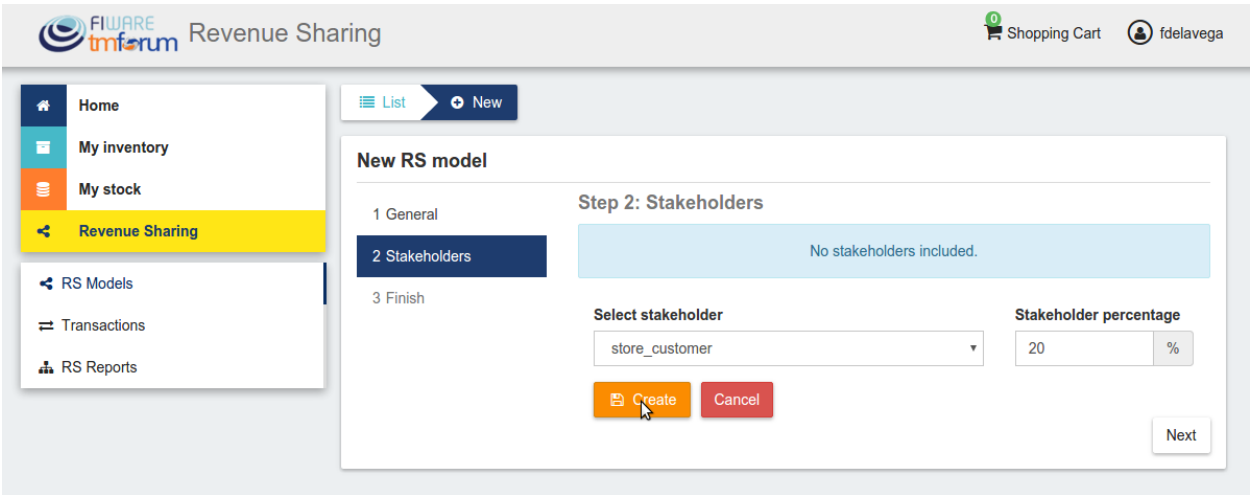 FIWARE
tmforum
Revenue Sharing
0
Shopping Cart
fdelavega
Home
My inventory
My stock
Revenue Sharing
RS Models
Transactions
RS Reports
List
New
New RS model
1 General
2 Stakeholders
3 Finish
Step 2: Stakeholders
No stakeholders included.
Select stakeholder
Stakeholder percentage
store_customer
20
%
Create
Cancel
Next